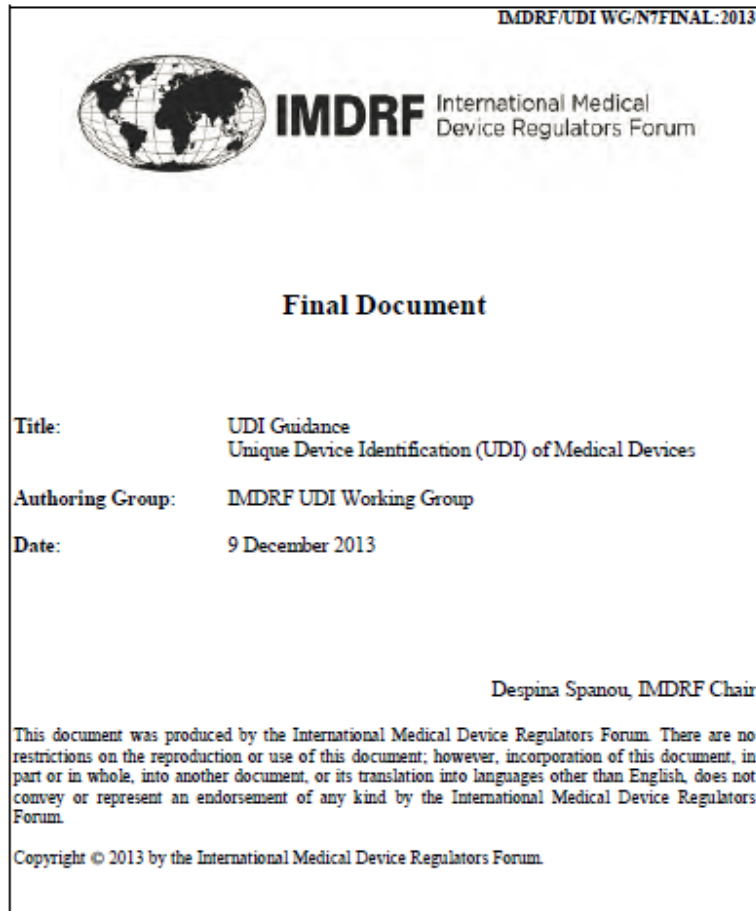 IMDRF/UDI WG/N7FINAL:2013
IMDRF International Medical
Device Regulators Forum
Final Document
Title: UDI Guidance
Unique Device Identification (UDI) of Medical Devices
Authoring Group: IMDRF UDI Working Group
Date: 9 December 2013
Despina Spanou, IMDRF Chair
This document was produced by the International Medical Device Regulators Forum. There are no
restrictions on the reproduction or use of this document; however, incorporation of this document, in
part or in whole, into another document, or its translation into languages other than English, does not
convey or represent an endorsement of any kind by the International Medical Device Regulators
Forum.
Copyright © 2013 by the International Medical Device Regulators Forum.